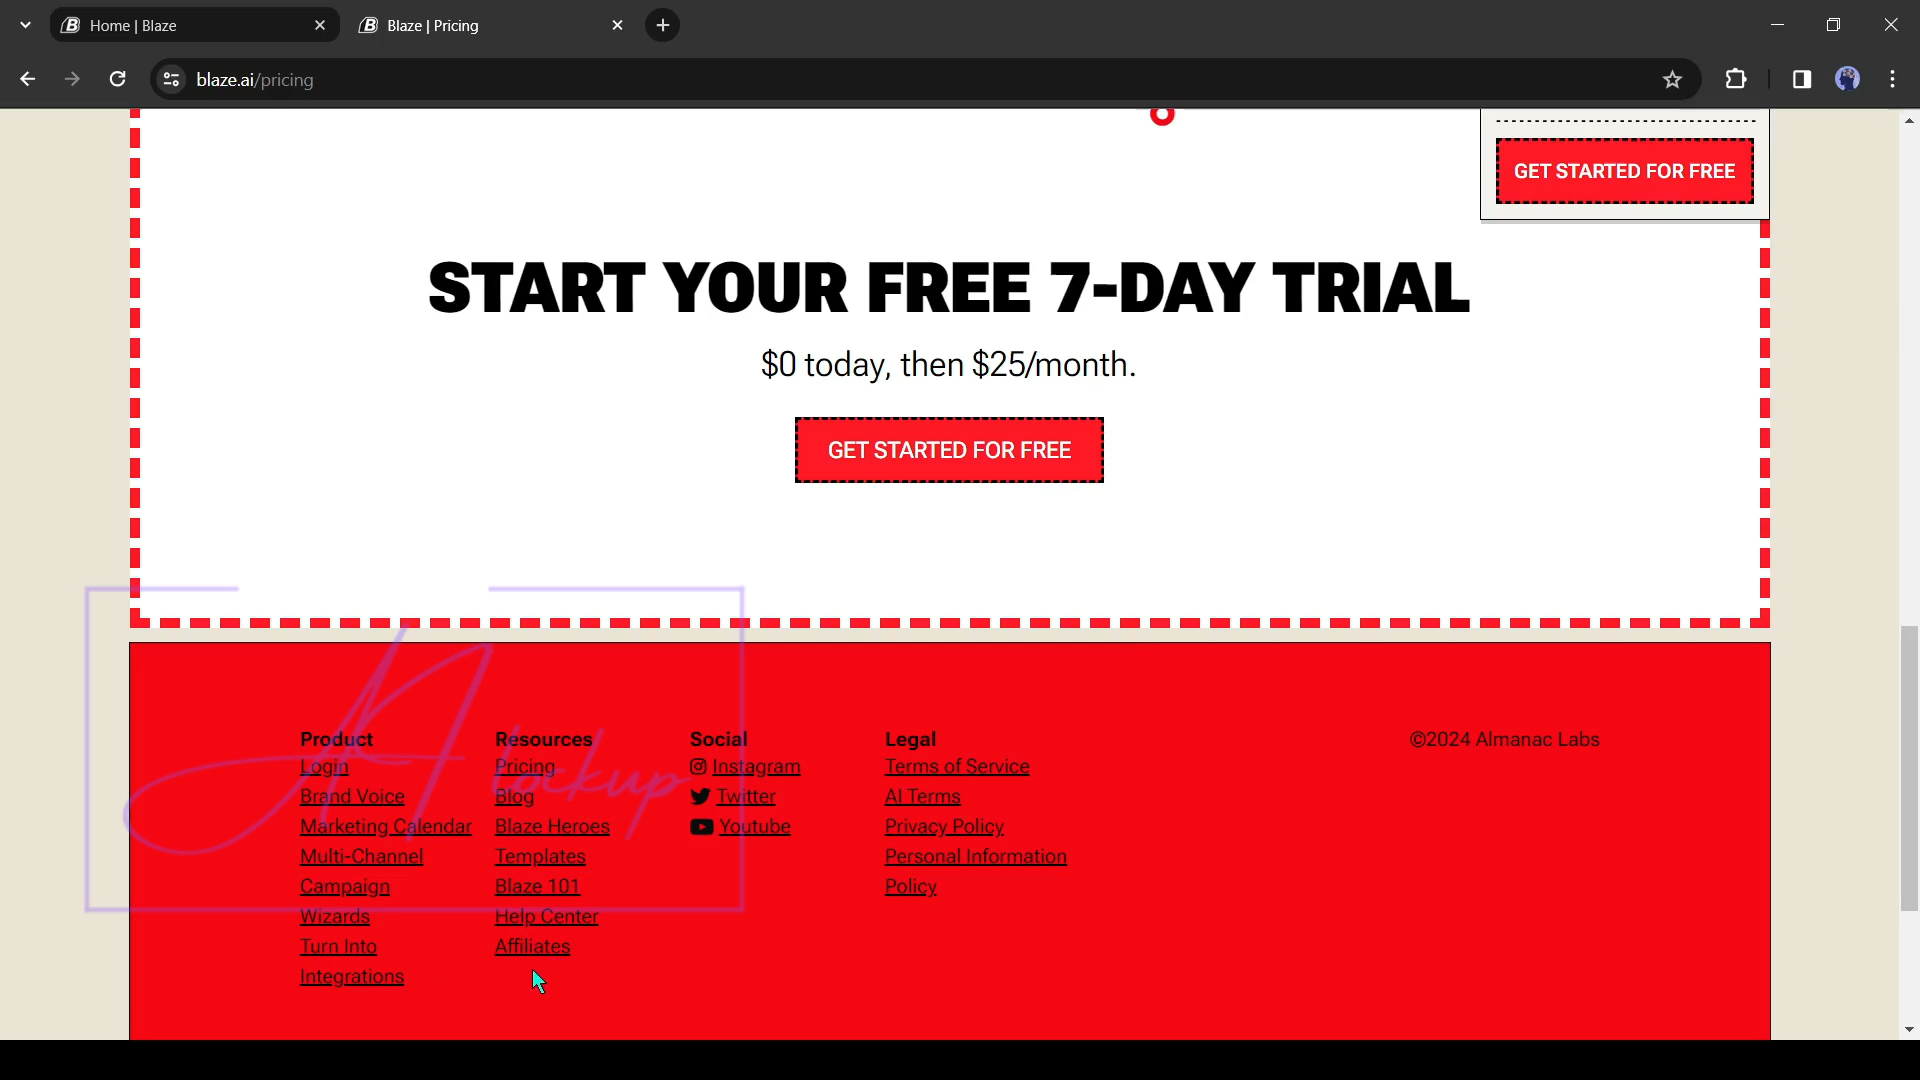 Home | Blaze
Blaze | Pricing
blaze.ai/pricing
GET STARTED FOR FREE
START YOUR FREE 7-DAY TRIAL
$0 today, then $25/month.
GET STARTED FOR FREE
Product
Login
Brand Voice
Marketing Calendar
Multi-Channel
Campaign
Wizards
Turn Into
Integrations
Resources
Pricing
Blog
Blaze Heroes
Templates
Blaze 101
Help Center
Affiliates
Social
Instagram
Twitter
Youtube
Legal
Terms of Service
AI Terms
Privacy Policy
Personal Information
Policy
©2024 Almanac Labs